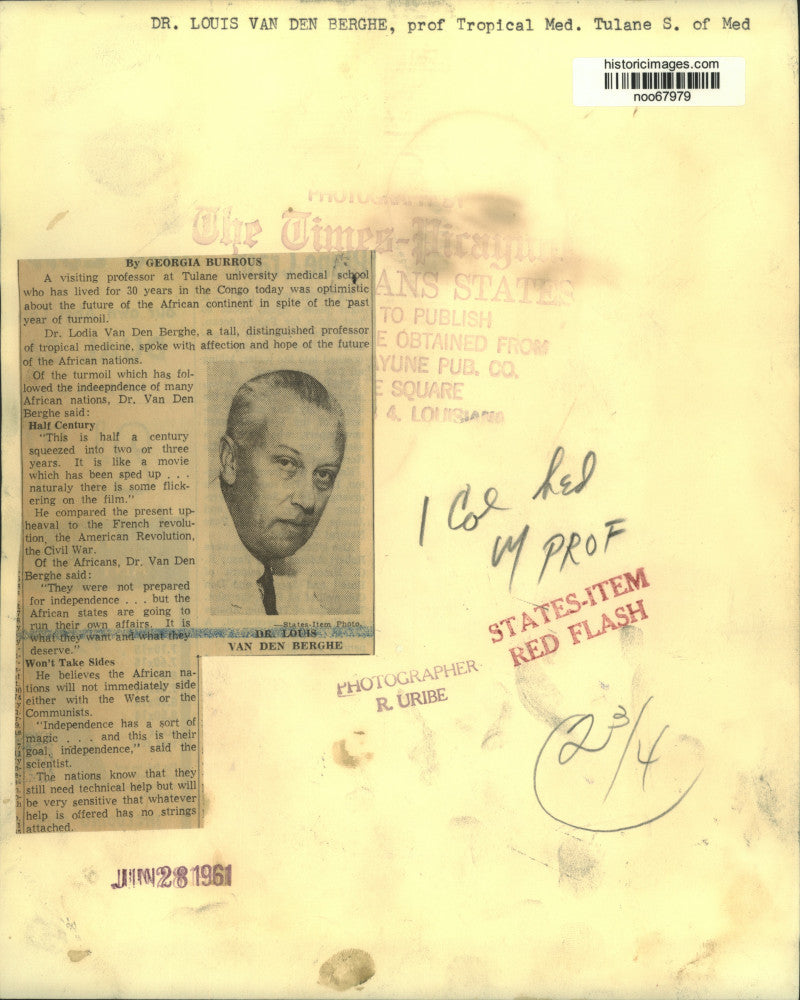 DR. LOUIS VAN DEN BERGHE, prof Tropical Med. Tulane S. of Med
historicimages.com
noo67979
The Times-Picayune
ANS STATES
TO PUBLISH
E OBTAINED FROM
AYUNE PUB. CO.
E SQUARE
4, LOUISIANA
By GEORGIA BURROUS
A visiting professor at Tulane university medical school
who has lived for 30 years in the Congo today was optimistic
about the future of the African continent in spite of the past
year of turmoil.
Dr. Lodia Van Den Berghe, a tall, distinguished professor
of tropical medicine, spoke with affection and hope of the future
of the African nations.
Of the turmoil which has fol-
lowed the indeepndence of many
African nations, Dr. Van Den
Berghe said:
Half Century
"This is half a century
squeezed into two or three
years. It is like a movie
which has been sped up . . .
naturaly there is some flick-
ering on the film."
He compared the present up-
heaval to the French revolu-
tion, the American Revolution,
the Civil War.
Of the Africans, Dr. Van Den
Berghe said:
"They were not prepared
for independence . . . but the
African states are going to
run their own affairs. It is
what they want and what they
deserve."
Won't Take Sides
He believes the African na-
tions will not immediately side
either with the West or the
Communists.
"Independence has a sort of
magic . . . and this is their
goal, independence," said the
scientist.
The nations know that they
still need technical help but will
be very sensitive that whatever
help is offered has no strings
attached.
—States-Item Photo.
DR. LOUIS
VAN DEN BERGHE
1 Col hed
w PROF
STATES-ITEM
RED FLASH
PHOTOGRAPHER
R. URIBE
2 3/4
JUN 28 1961